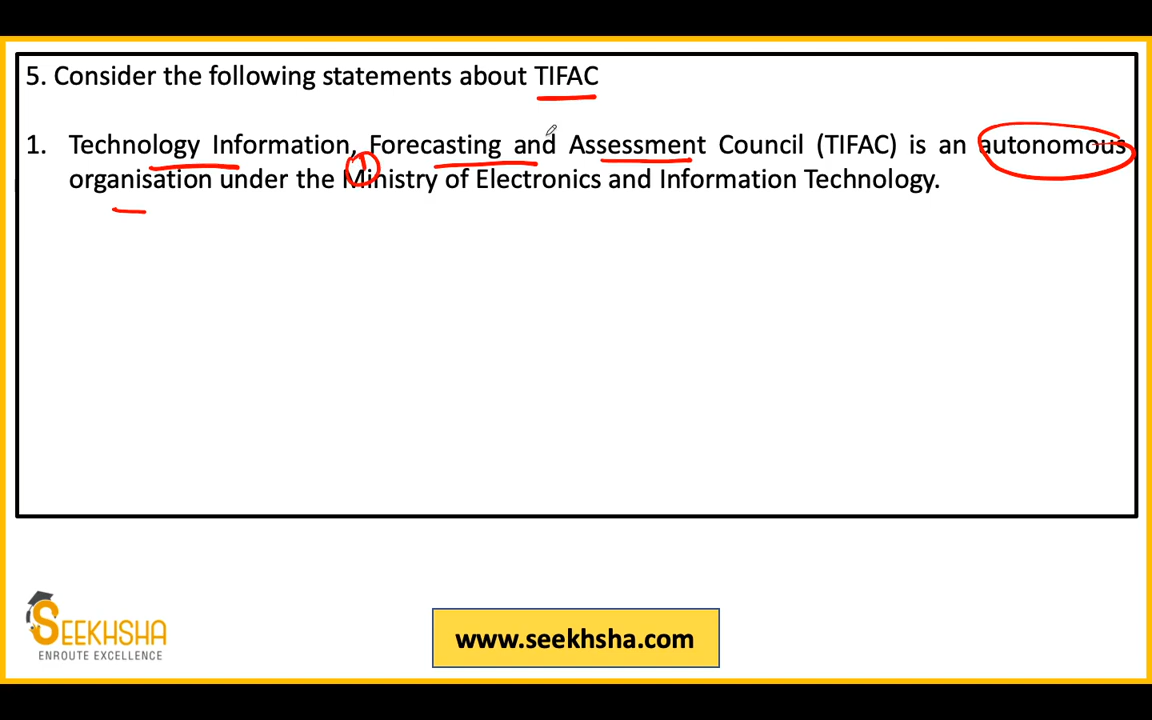 5. Consider the following statements about TIFAC
1. Technology Information, Forecasting and Assessment Council (TIFAC) is an autonomous
organisation under the Ministry of Electronics and Information Technology.
1
SEEKHSHA
ENROUTE EXCELLENCE
www.seekhsha.com